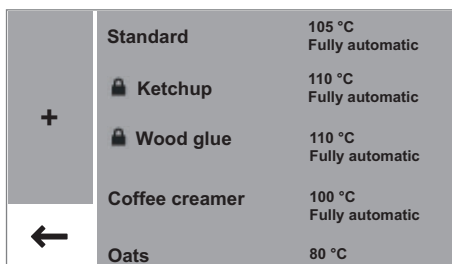 Standard
105 °C
Fully automatic
Ketchup
110 °C
Fully automatic
+
Wood glue
110 °C
Fully automatic
Coffee creamer
100 °C
Fully automatic
Oats
80 °C